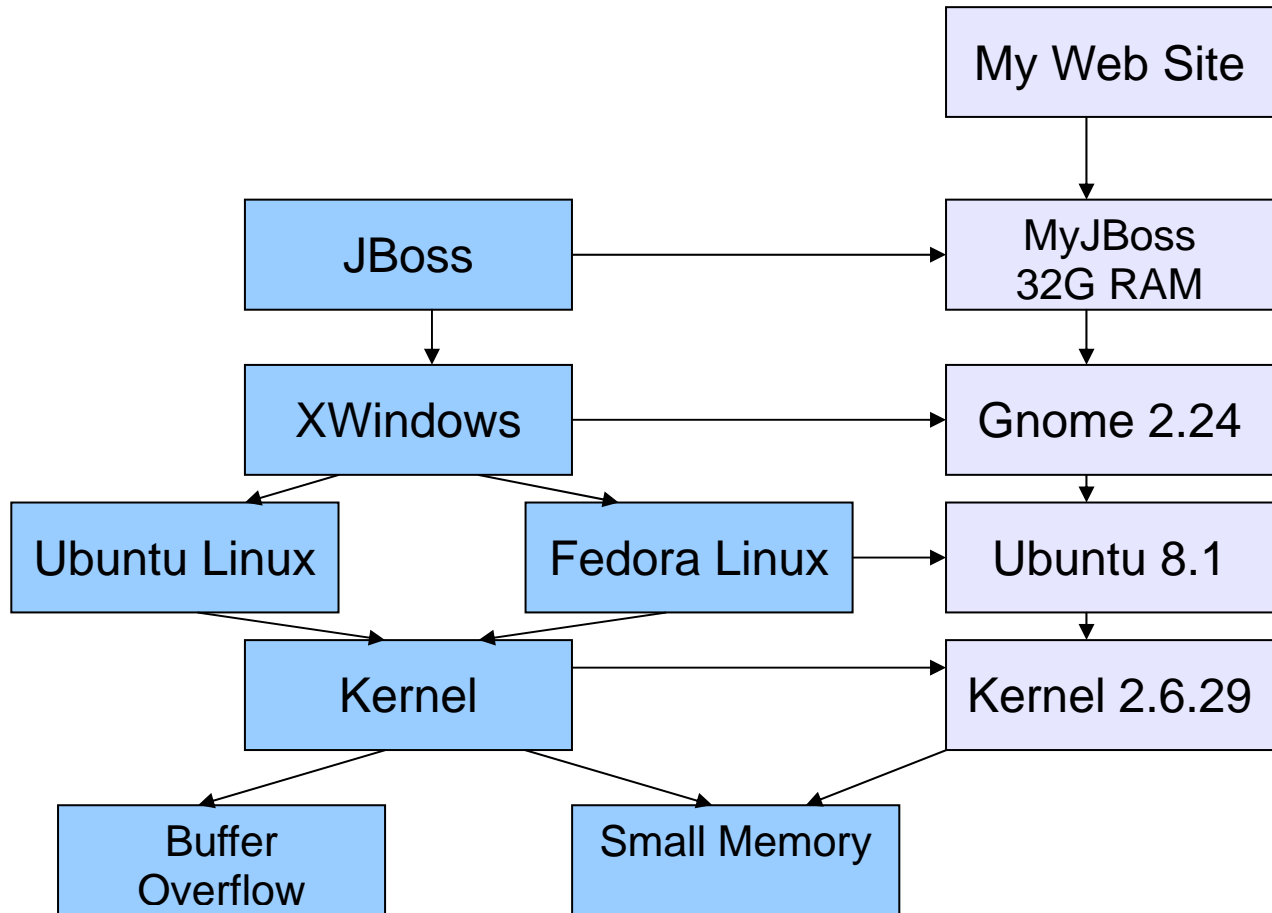 My Web Site
JBoss
MyJBoss
32G RAM
XWindows
Gnome 2.24
Ubuntu Linux
Fedora Linux
Ubuntu 8.1
Kernel
Kernel 2.6.29
Buffer
Overflow
Small Memory